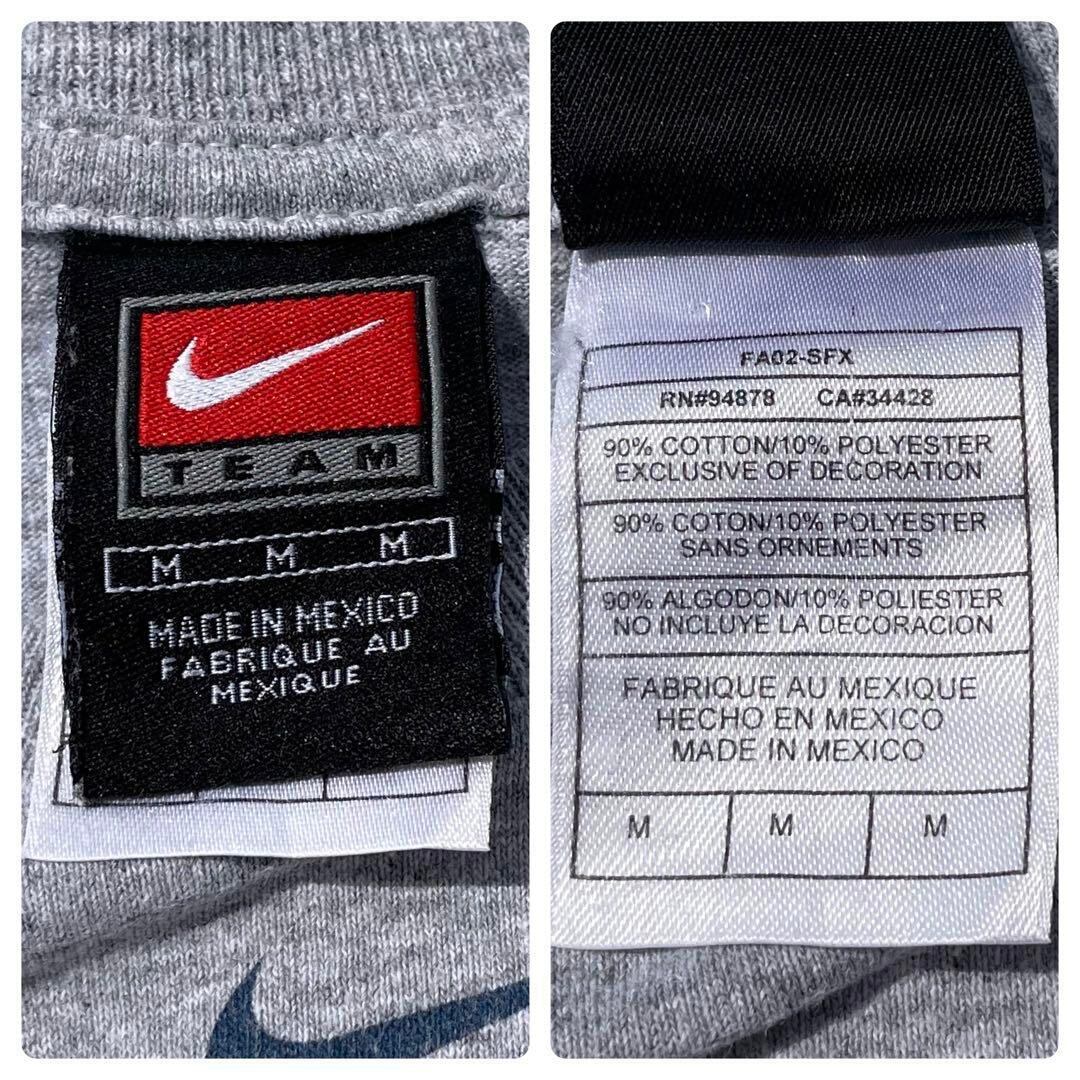 TEAM
M M M
MADE IN MEXICO
FABRIQUE AU
MEXIQUE
FA02-SFX
RN#94878 CA#34428
90% COTTON/10% POLYESTER
EXCLUSIVE OF DECORATION
90% COTON/10% POLYESTER
SANS ORNEMENTS
90% ALGODON/10% POLIESTER
NO INCLUYE LA DECORACION
FABRIQUE AU MEXIQUE
HECHO EN MEXICO
MADE IN MEXICO
M M M